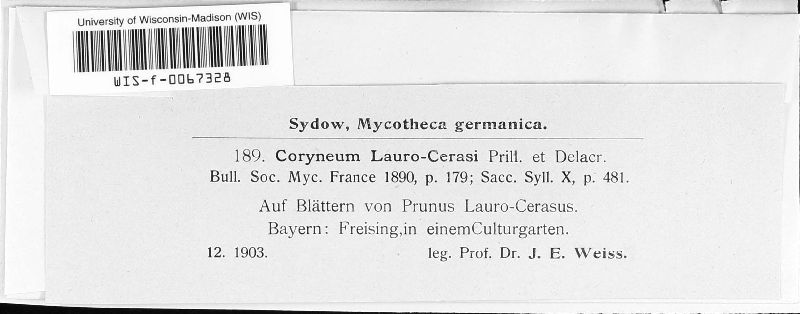 University of Wisconsin-Madison (WIS)
WIS-f-0067328
Sydow, Mycotheca germanica.
189. Coryneum Lauro-Cerasi Prill. et Delacr.
Bull. Soc. Myc. France 1890, p. 179; Sacc. Syll. X, p. 481.
Auf Blättern von Prunus Lauro-Cerasus.
Bayern: Freising,in einemCulturgarten.
12. 1903. leg. Prof. Dr. J. E. Weiss.